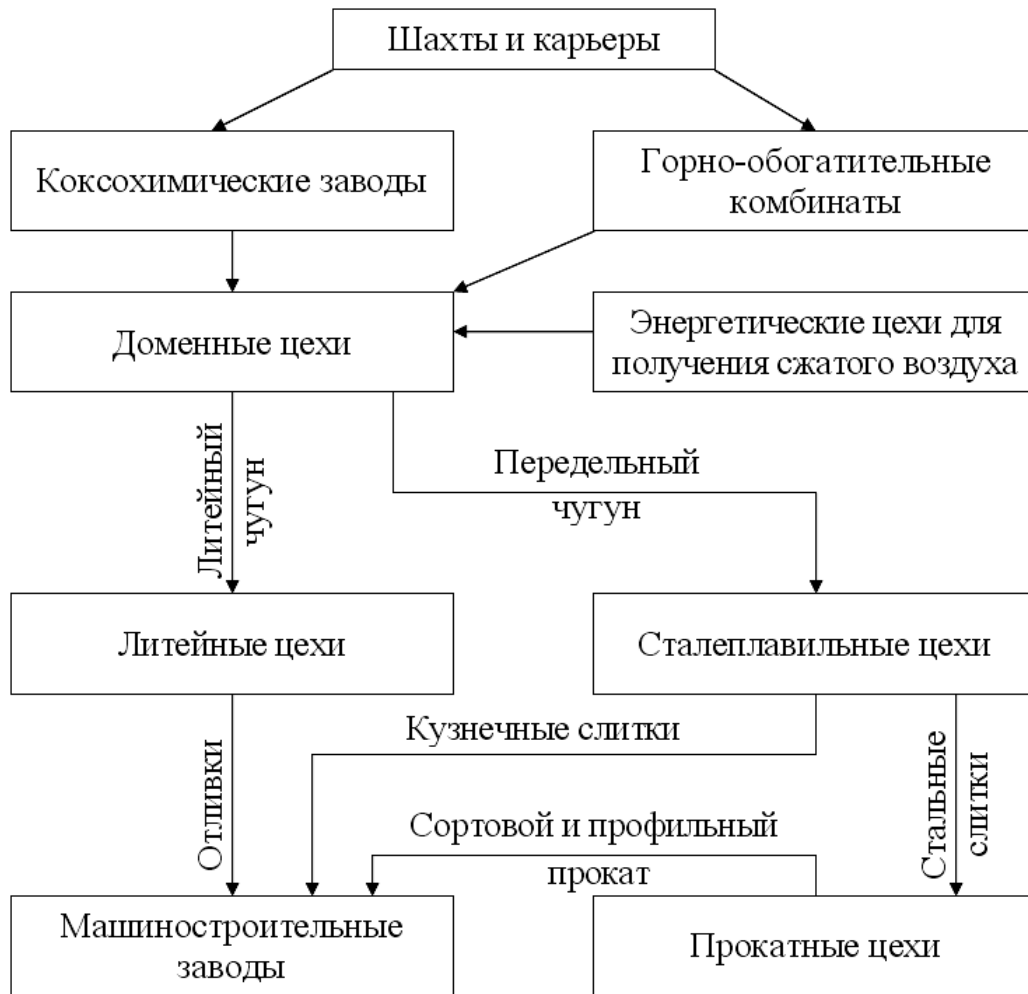 Шахты и карьеры
Коксохимические заводы
Горно-обогатительные
комбинаты
Доменные цехи
Энергетические цехи для
получения сжатого воздуха
Литейный
чугун
Передельный
чугун
Литейные цехи
Сталеплавильные цехи
Отливки
Кузнечные слитки
Стальные
слитки
Сортовой и профильный
прокат
Машиностроительные
заводы
Прокатные цехи